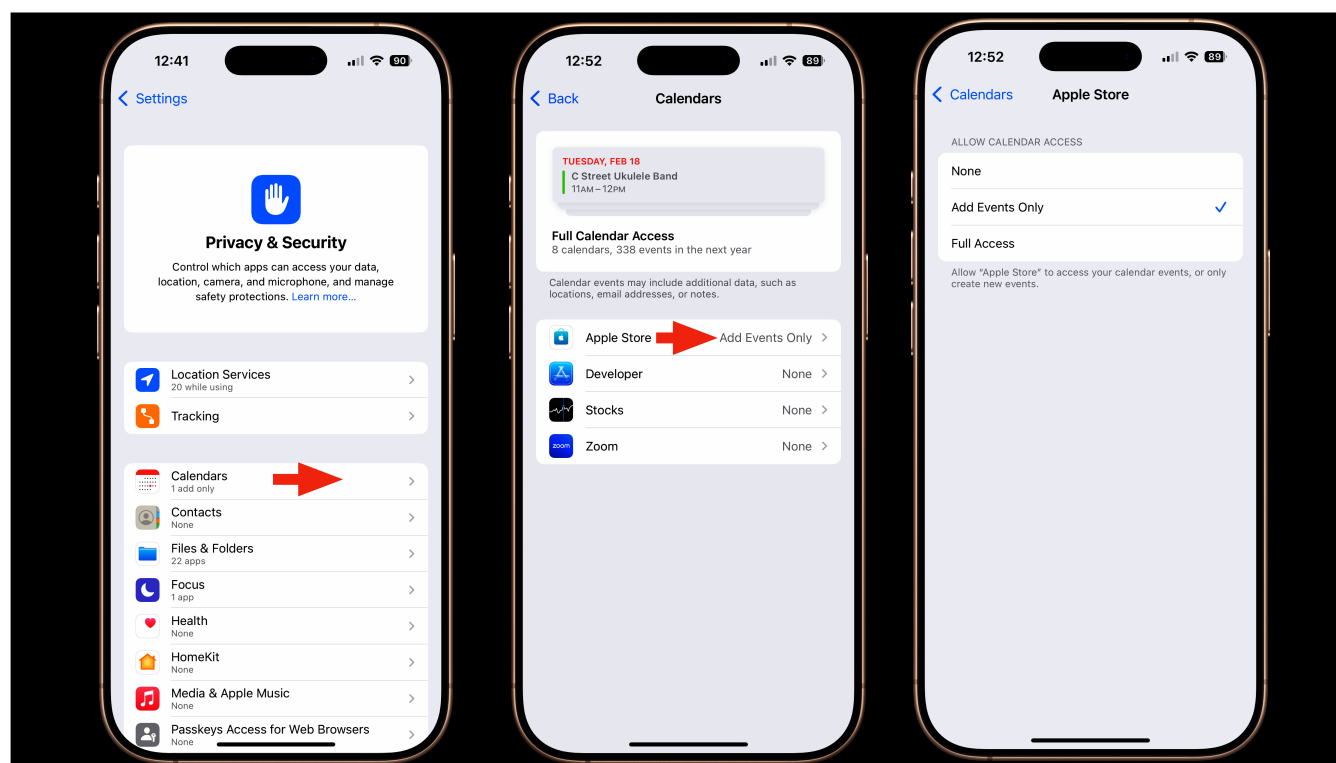 12:41
90
Settings
Privacy & Security
Control which apps can access your data,
location, camera, and microphone, and manage
safety protections. Learn more...
Location Services
20 while using
Tracking
Calendars
1 add only
Contacts
None
Files & Folders
22 apps
Focus
1 app
Health
None
HomeKit
None
Media & Apple Music
None
Passkeys Access for Web Browsers
None
12:52
89
Back
Calendars
TUESDAY, FEB 18
C Street Ukulele Band
11AM – 12PM
Full Calendar Access
8 calendars, 338 events in the next year
Calendar events may include additional data, such as
locations, email addresses, or notes.
Apple Store Add Events Only
Developer None
Stocks None
zoom Zoom None
12:52
89
Calendars
Apple Store
ALLOW CALENDAR ACCESS
None
Add Events Only
Full Access
Allow “Apple Store” to access your calendar events, or only
create new events.